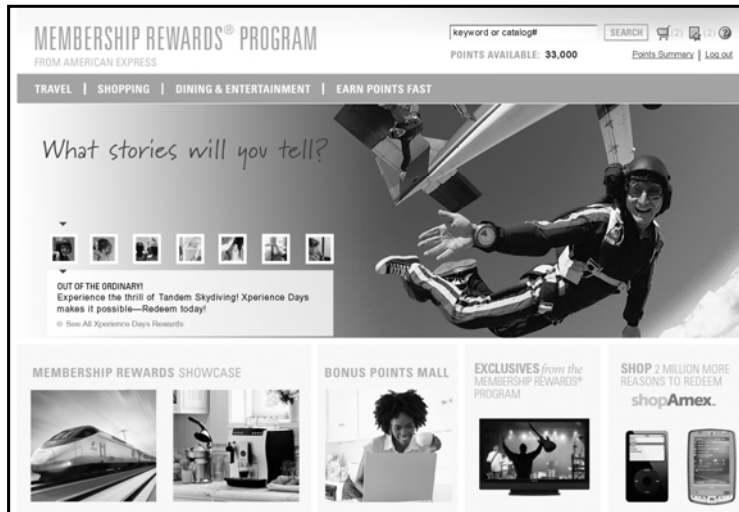 MEMBERSHIP REWARDS® PROGRAM
FROM AMERICAN EXPRESS
keyword or catalog#
SEARCH
(2)
(2)
?
POINTS AVAILABLE: 33,000
Points Summary | Log out
TRAVEL | SHOPPING | DINING & ENTERTAINMENT | EARN POINTS FAST
What stories will you tell?
OUT OF THE ORDINARY!
Experience the thrill of Tandem Skydiving! Xperience Days
makes it possible—Redeem today!
See All Xperience Days Rewards
MEMBERSHIP REWARDS SHOWCASE
BONUS POINTS MALL
EXCLUSIVES from the
MEMBERSHIP REWARDS®
PROGRAM
SHOP 2 MILLION MORE
REASONS TO REDEEM
shopAmex.